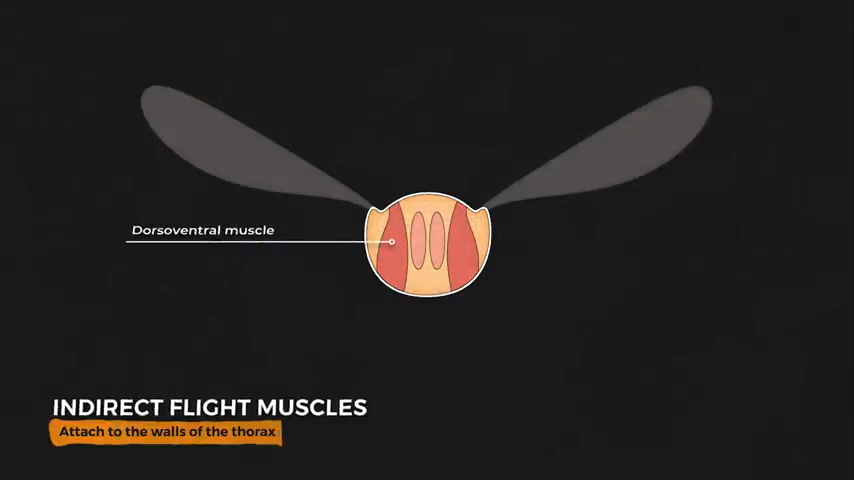 Dorsoventral muscle
INDIRECT FLIGHT MUSCLES
Attach to the walls of the thorax